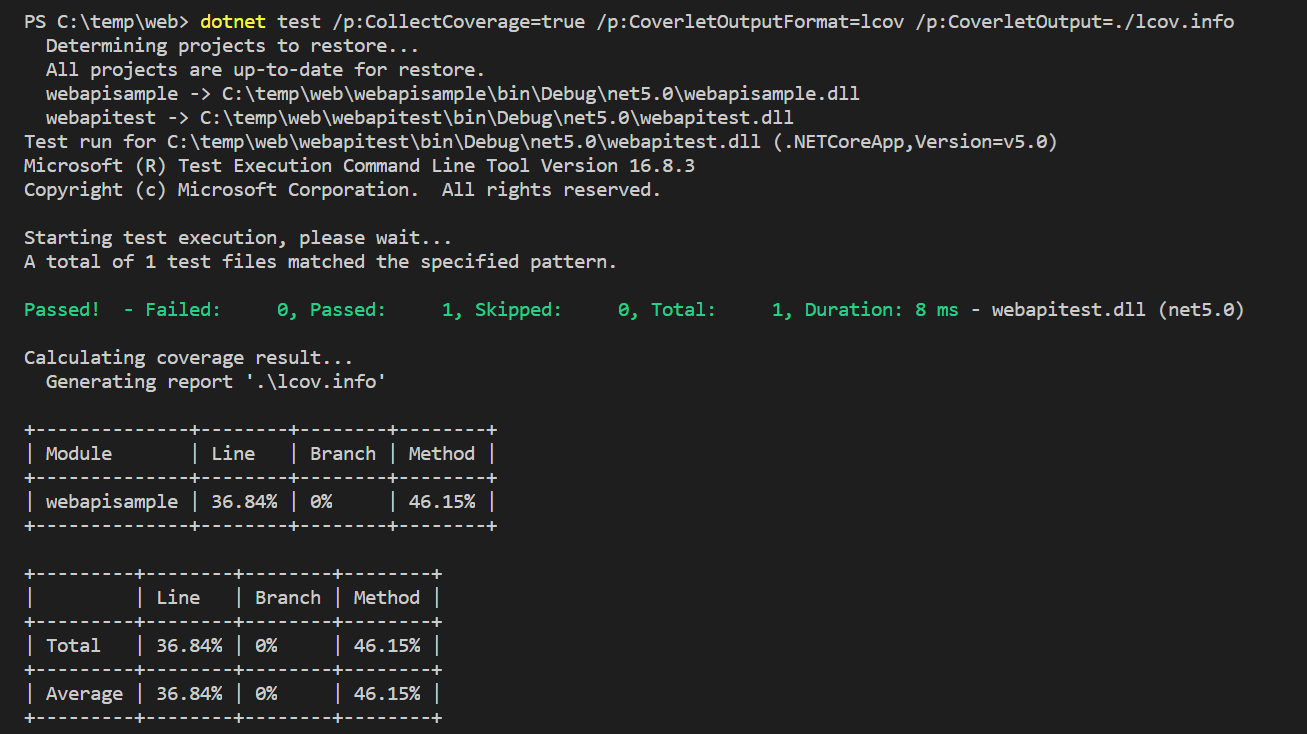 PS C:\temp\web> dotnet test /p:CollectCoverage=true /p:CoverletOutputFormat=lcov /p:CoverletOutput=./lcov.info
  Determining projects to restore...
  All projects are up-to-date for restore.
  webapisample -> C:\temp\web\webapisample\bin\Debug\net5.0\webapisample.dll
  webapitest -> C:\temp\web\webapitest\bin\Debug\net5.0\webapitest.dll
Test run for C:\temp\web\webapitest\bin\Debug\net5.0\webapitest.dll (.NETCoreApp,Version=v5.0)
Microsoft (R) Test Execution Command Line Tool Version 16.8.3
Copyright (c) Microsoft Corporation.  All rights reserved.

Starting test execution, please wait...
A total of 1 test files matched the specified pattern.

Passed!  - Failed:     0, Passed:     1, Skipped:     0, Total:     1, Duration: 8 ms - webapitest.dll (net5.0)

Calculating coverage result...
  Generating report '.\lcov.info'

+--------------+--------+--------+--------+
| Module       | Line   | Branch | Method |
+--------------+--------+--------+--------+
| webapisample | 36.84% | 0%     | 46.15% |
+--------------+--------+--------+--------+

+---------+--------+--------+--------+
|         | Line   | Branch | Method |
+---------+--------+--------+--------+
| Total   | 36.84% | 0%     | 46.15% |
+---------+--------+--------+--------+
| Average | 36.84% | 0%     | 46.15% |
+---------+--------+--------+--------+